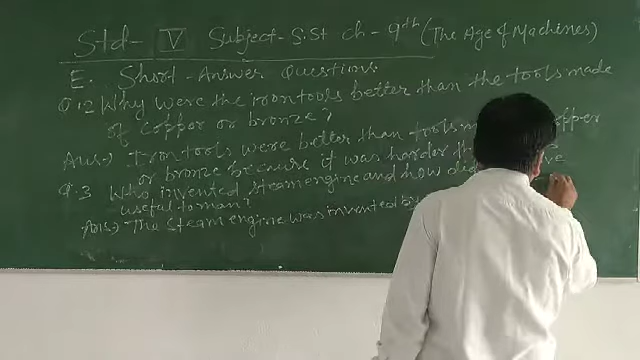 Std- V Subject- S.St ch- 9th (The Age of Machines)
E. Short-Answer Questions.
Q.2 Why were the iron tools better than the tools made
of copper or bronze?
Ans:- Iron tools were better than tools
or bronze because it was harder
Q.3 Who invented steam engine and how did
useful to man?
Ans:- The steam engine was invented by